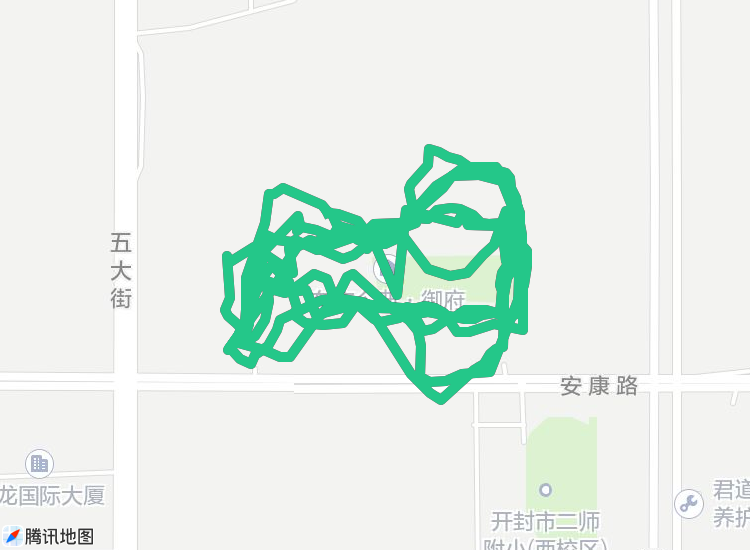 五大街
御府
安康路
龙国际大厦
君道
养护
开封市二师
附小(西校区)
腾讯地图